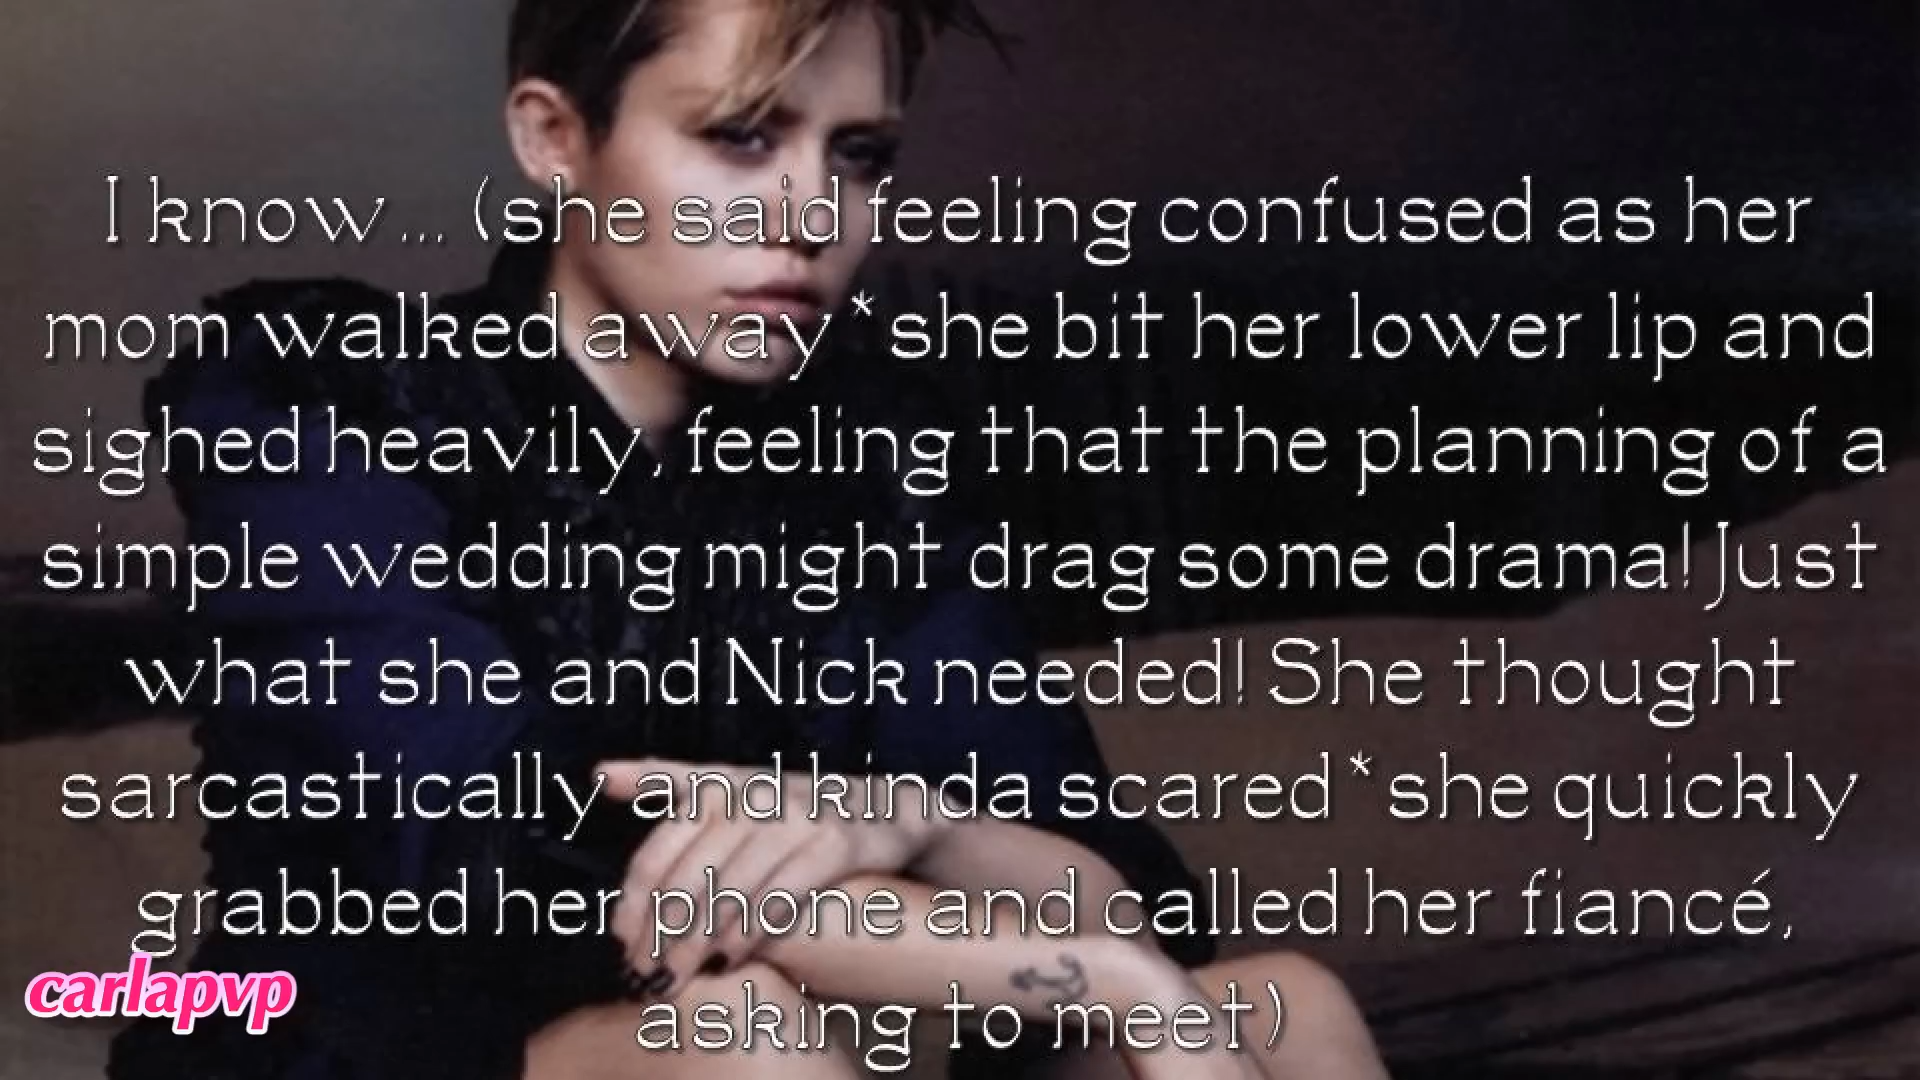 I know... (she said feeling confused as her
mom walked away*she bit her lower lip and
sighed heavily, feeling that the planning of a
simple wedding might drag some drama! Just
what she and Nick needed! She thought
sarcastically and kinda scared*she quickly
grabbed her phone and called her fiancé,
asking to meet)
carlapvp